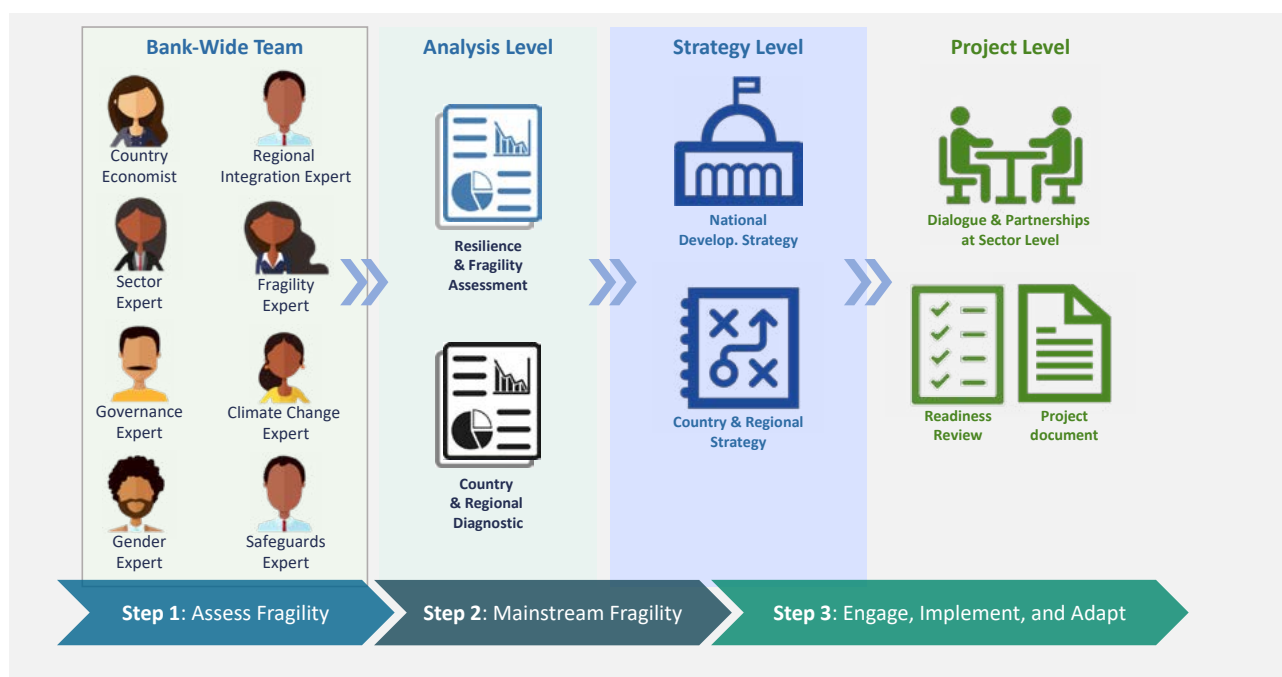 Bank-Wide Team
Country
Economist
Regional
Integration Expert
Sector
Expert
Fragility
Expert
Governance
Expert
Climate Change
Expert
Gender
Expert
Safeguards
Expert
Analysis Level
Resilience
& Fragility
Assessment
Country
& Regional
Diagnostic
Strategy Level
National
Develop. Strategy
Country & Regional
Strategy
Project Level
Dialogue & Partnerships
at Sector Level
Readiness
Review
Project
document
Step 1: Assess Fragility
Step 2: Mainstream Fragility
Step 3: Engage, Implement, and Adapt